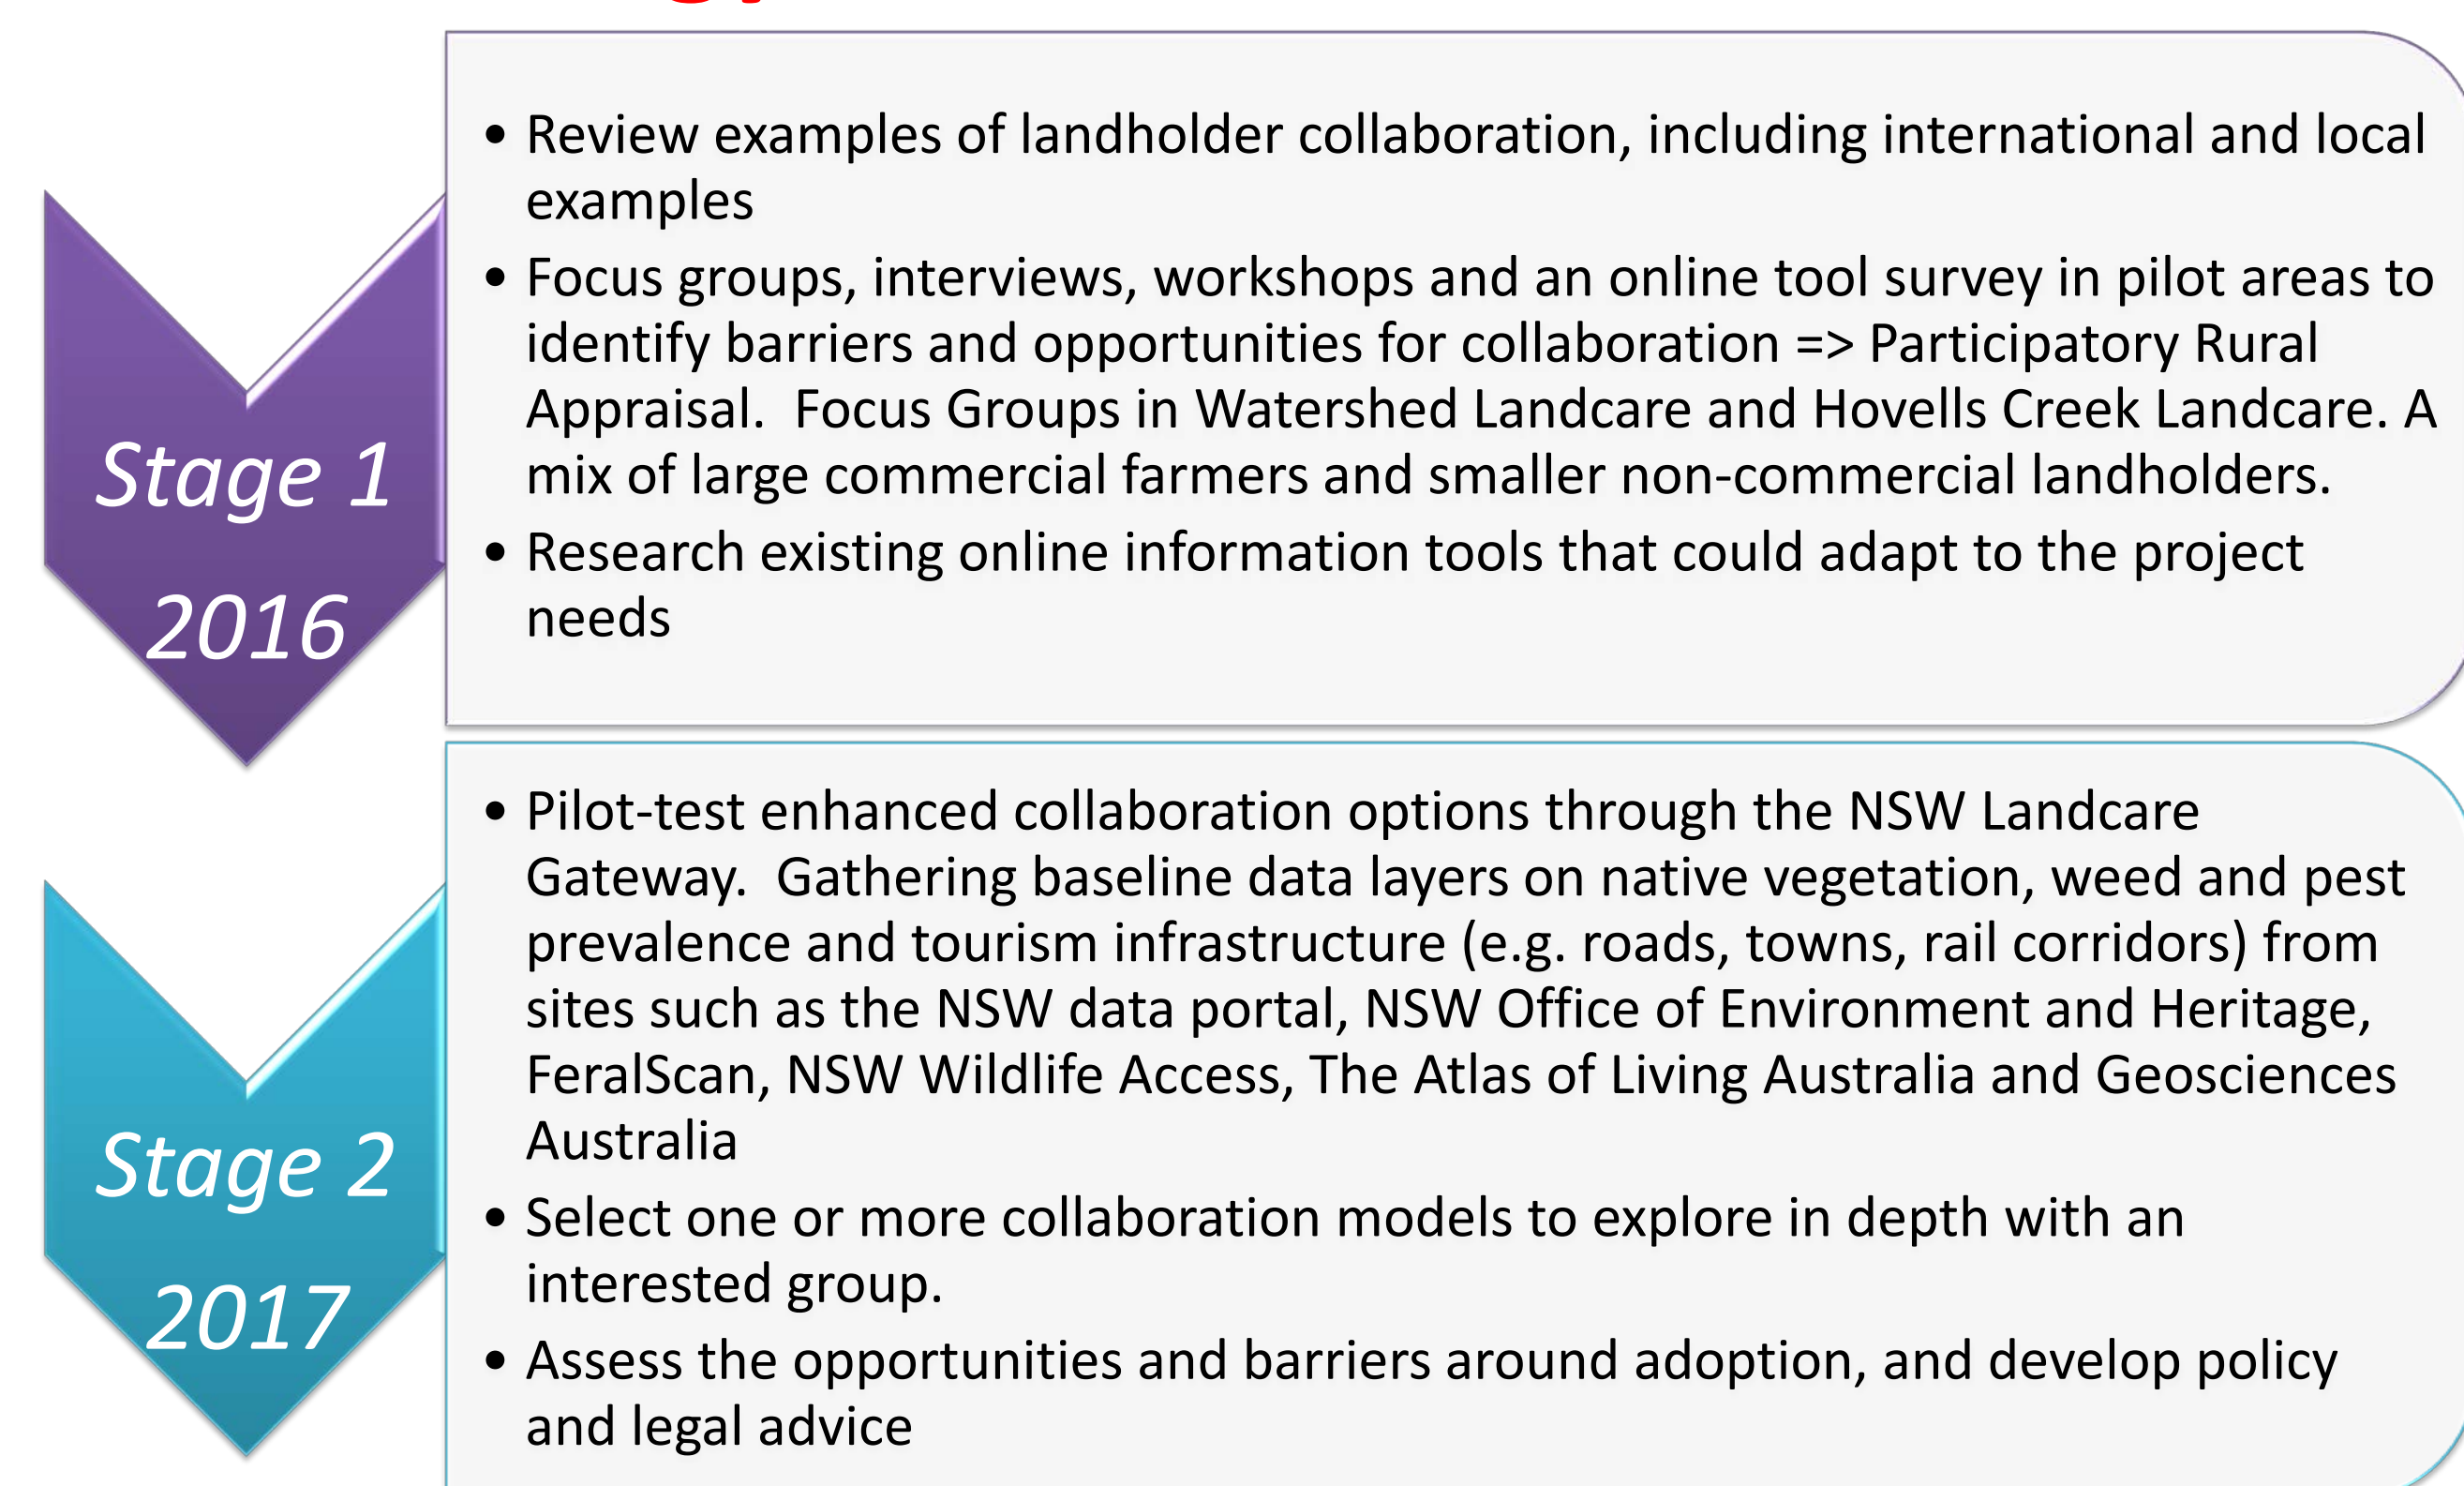 Stage 1
2016
• Review examples of landholder collaboration, including international and local
examples
• Focus groups, interviews, workshops and an online tool survey in pilot areas to
identify barriers and opportunities for collaboration => Participatory Rural
Appraisal.  Focus Groups in Watershed Landcare and Hovells Creek Landcare. A
mix of large commercial farmers and smaller non-commercial landholders.
• Research existing online information tools that could adapt to the project
needs
Stage 2
2017
• Pilot-test enhanced collaboration options through the NSW Landcare
Gateway.  Gathering baseline data layers on native vegetation, weed and pest
prevalence and tourism infrastructure (e.g. roads, towns, rail corridors) from
sites such as the NSW data portal, NSW Office of Environment and Heritage,
FeralScan, NSW Wildlife Access, The Atlas of Living Australia and Geosciences
Australia
• Select one or more collaboration models to explore in depth with an
interested group.
• Assess the opportunities and barriers around adoption, and develop policy
and legal advice